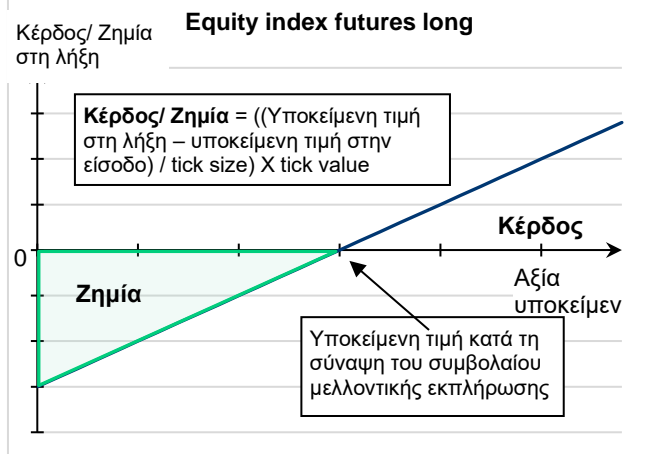 Equity index futures long
Κέρδος/ Ζημία
στη λήξη
Κέρδος/ Ζημία = ((Υποκείμενη τιμή
στη λήξη – υποκείμενη τιμή στην
είσοδο) / tick size) X tick value
Κέρδος
0
Ζημία
Αξία
υποκείμεν
Υποκείμενη τιμή κατά τη
σύναψη του συμβολαίου
μελλοντικής εκπλήρωσης